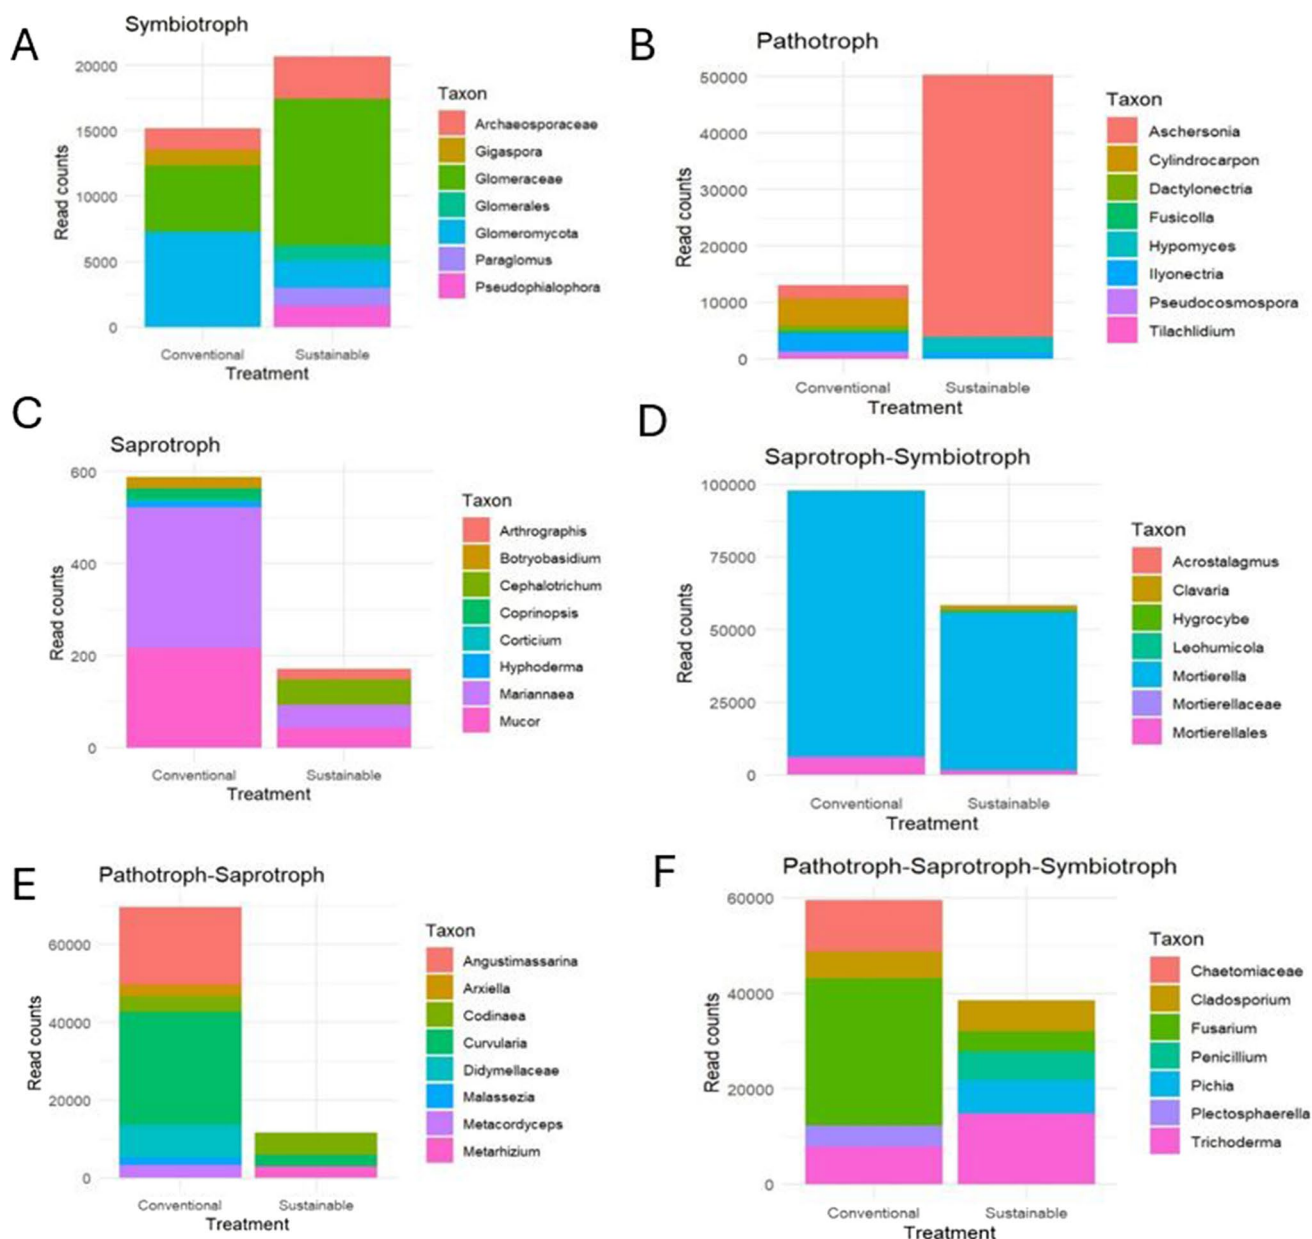 A
Symbiotroph
Read counts
20000
15000
10000
5000
0
Conventional
Sustainable
Treatment
Taxon
Archaeosporaceae
Gigaspora
Glomeraceae
Glomerales
Glomeromycota
Paraglomus
Pseudophialophora
B
Pathotroph
Read counts
50000
40000
30000
20000
10000
0
Conventional
Sustainable
Treatment
Taxon
Aschersonia
Cylindrocarpon
Dactylonectria
Fusicolla
Hypomyces
Ilyonectria
Pseudocosmospora
Tilachlidium
C
Saprotroph
Read counts
600
400
200
0
Conventional
Sustainable
Treatment
Taxon
Arthrographis
Botryobasidium
Cephalotrichum
Coprinopsis
Corticium
Hyphoderma
Mariannaea
Mucor
D
Saprotroph-Symbiotroph
Read counts
100000
75000
50000
25000
0
Conventional
Sustainable
Treatment
Taxon
Acrostalagmus
Clavaria
Hygrocybe
Leohumicola
Mortierella
Mortierellaceae
Mortierellales
E
Pathotroph-Saprotroph
Read counts
60000
40000
20000
0
Conventional
Sustainable
Treatment
Taxon
Angustimassarina
Arxiella
Codinaea
Curvularia
Didymellaceae
Malassezia
Metacordyceps
Metarhizium
F
Pathotroph-Saprotroph-Symbiotroph
Read counts
60000
40000
20000
0
Conventional
Sustainable
Treatment
Taxon
Chaetomiaceae
Cladosporium
Fusarium
Penicillium
Pichia
Plectosphaerella
Trichoderma